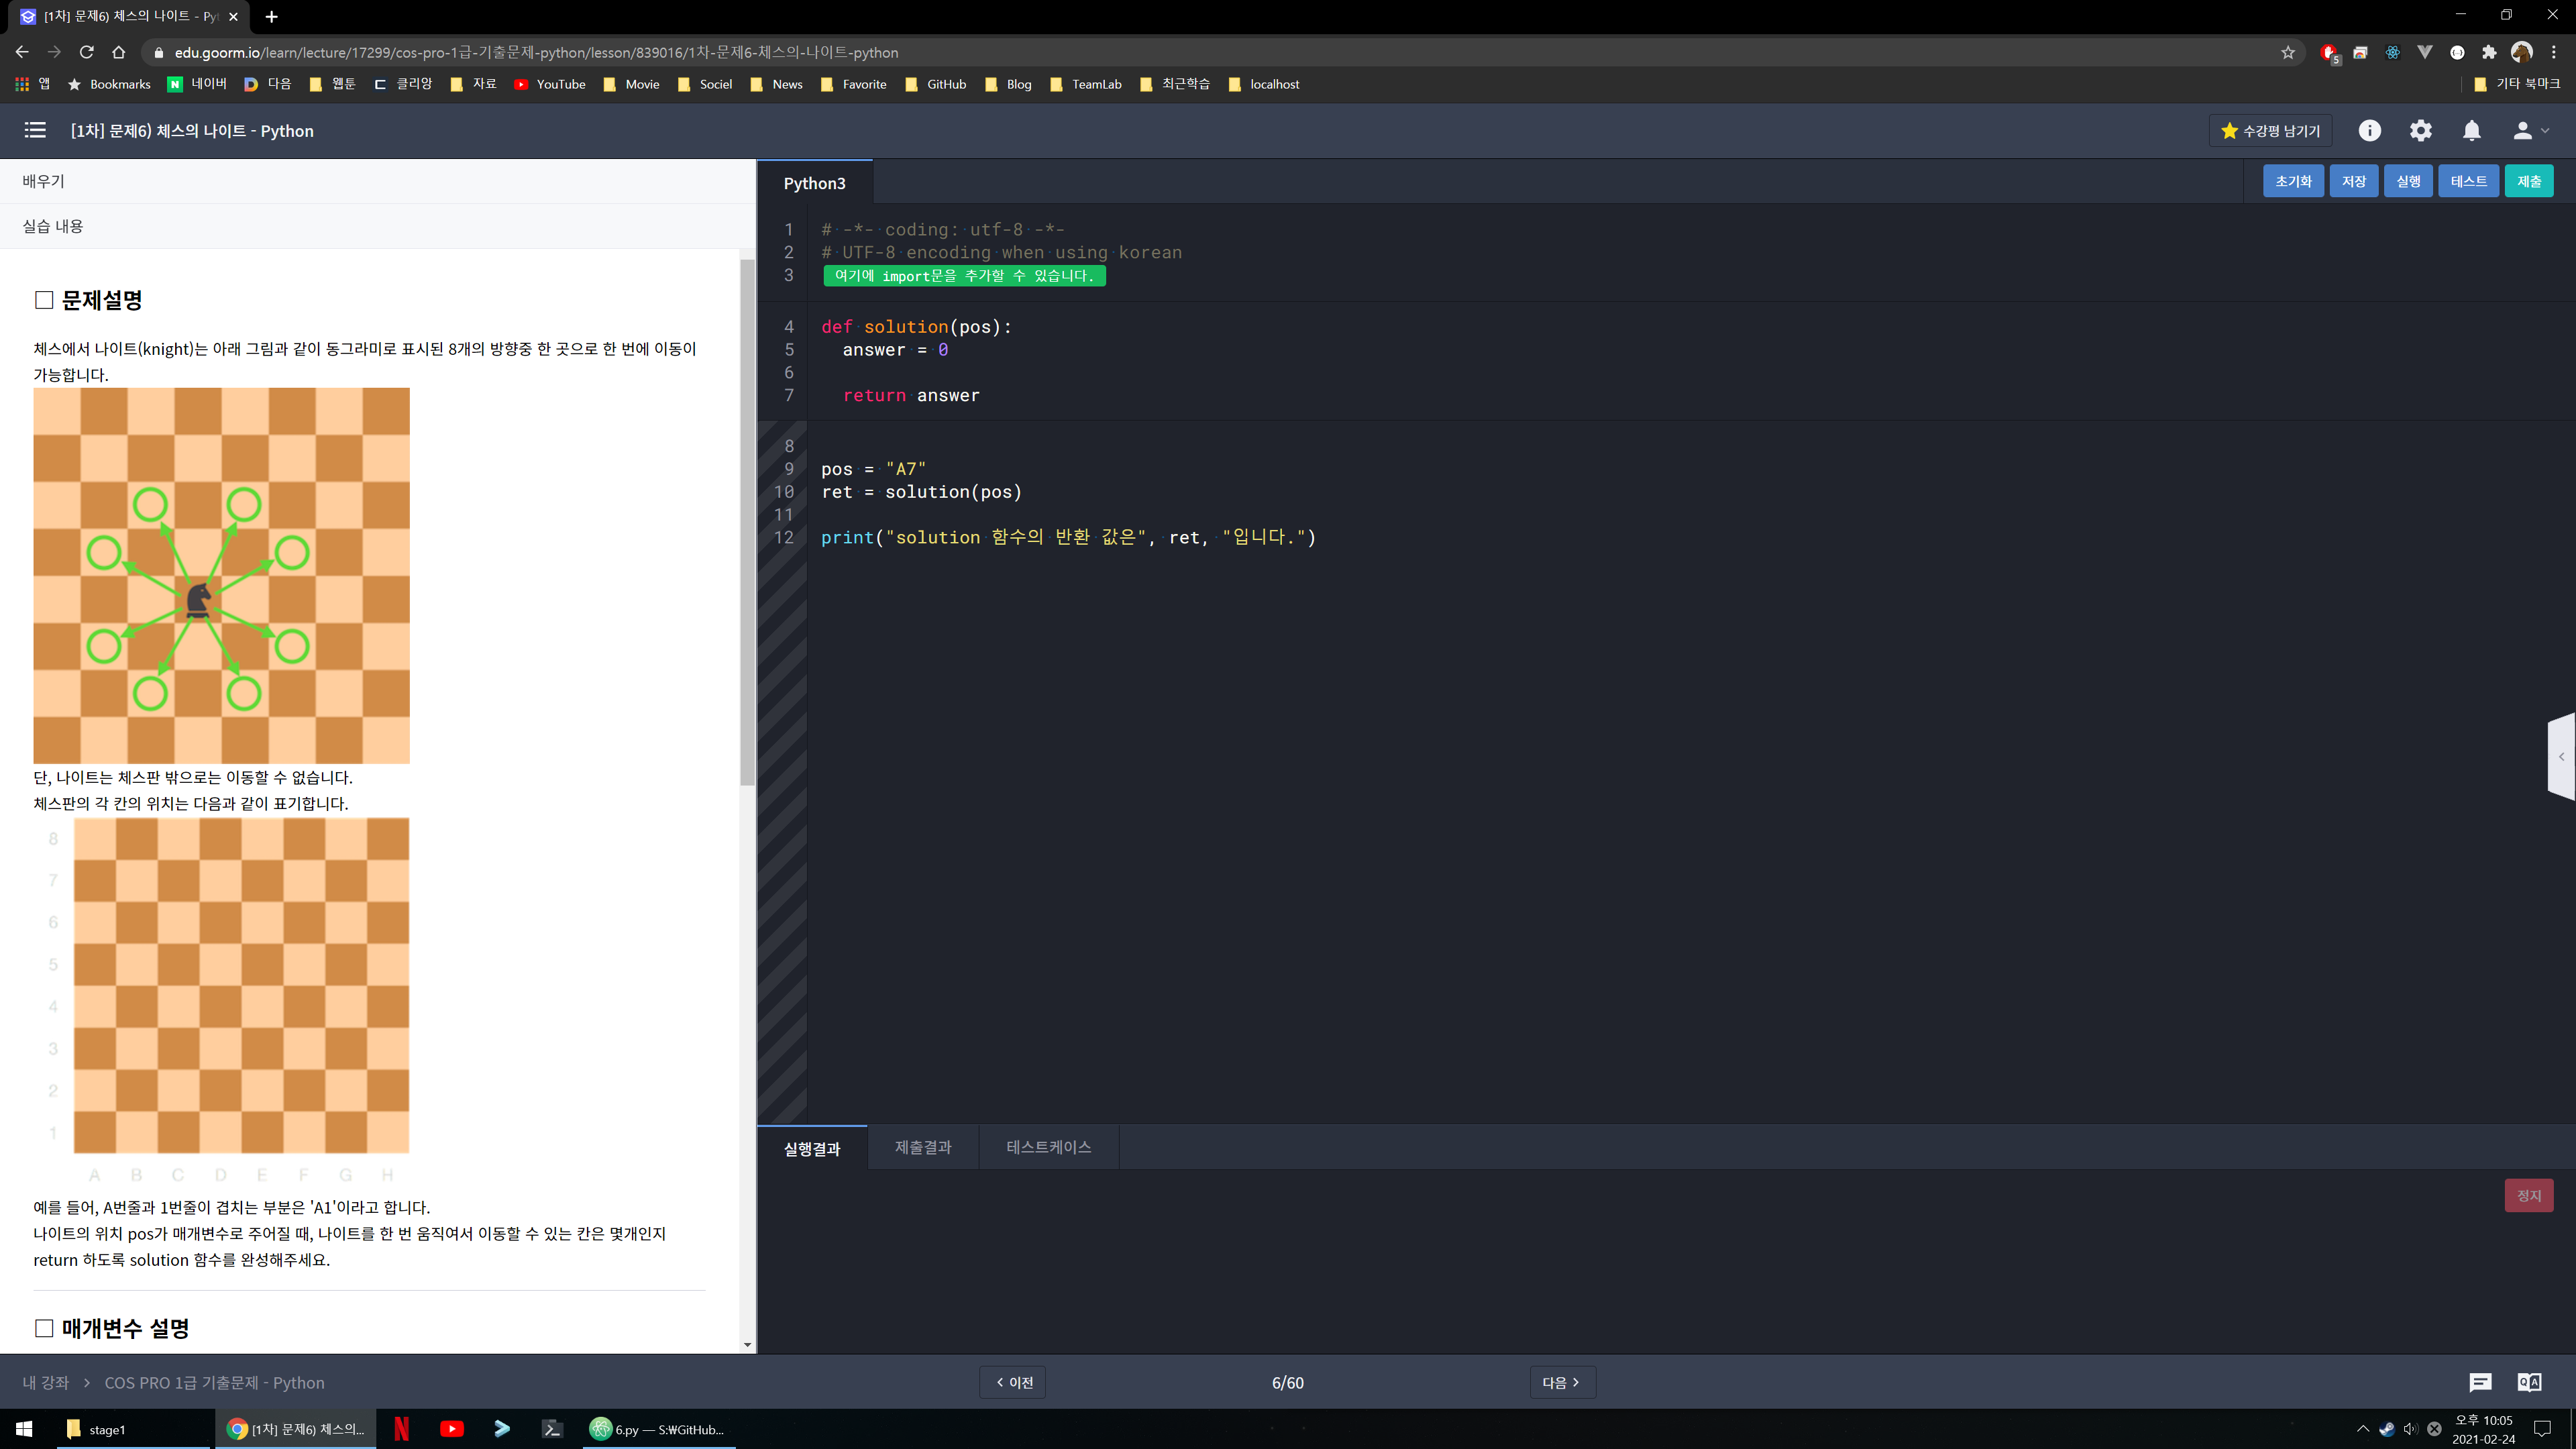 [1차] 문제6) 체스의 나이트 - Pyt
edu.goorm.io/learn/lecture/17299/cos-pro-1급-기출문제-python/lesson/839016/1차-문제6-체스의-나이트-python
5
앱
Bookmarks
네이버
다음
웹툰
클리앙
자료
YouTube
Movie
Sociel
News
Favorite
GitHub
Blog
TeamLab
최근학습
localhost
기타 북마크
[1차] 문제6) 체스의 나이트 - Python
수강평 남기기
배우기
실습 내용
문제설명
체스에서 나이트(knight)는 아래 그림과 같이 동그라미로 표시된 8개의 방향중 한 곳으로 한 번에 이동이
가능합니다.
단, 나이트는 체스판 밖으로는 이동할 수 없습니다.
체스판의 각 칸의 위치는 다음과 같이 표기합니다.
8
7
6
5
4
3
2
1
A B C D E F G H
예를 들어, A번줄과 1번줄이 겹치는 부분은 'A1'이라고 합니다.
나이트의 위치 pos가 매개변수로 주어질 때, 나이트를 한 번 움직여서 이동할 수 있는 칸은 몇개인지
return 하도록 solution 함수를 완성해주세요.
매개변수 설명
Python3
초기화
저장
실행
테스트
제출
1 # -*- coding: utf-8 -*-
2 # UTF-8 encoding when using korean
3 여기에 import문을 추가할 수 있습니다.
4 def solution(pos):
5 answer = 0
6
7 return answer
8
9 pos = "A7"
10 ret = solution(pos)
11
12 print("solution 함수의 반환 값은", ret, "입니다.")
실행결과
제출결과
테스트케이스
정지
내 강좌 > COS PRO 1급 기출문제 - Python
< 이전
6/60
다음 >
stage1
[1차] 문제6) 체스의...
6.py — S:₩GitHub...
오후 10:05
2021-02-24